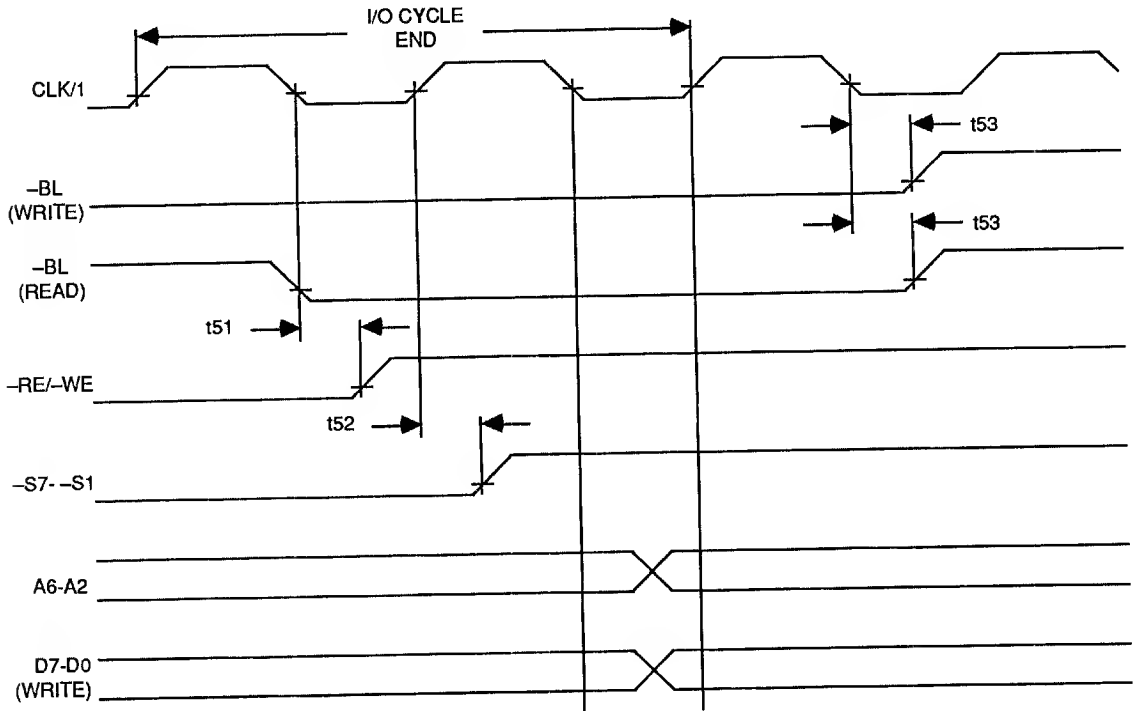 I/O CYCLE
END
CLK/1
t53
–BL
(WRITE)
t53
–BL
(READ)
t51
–RE/–WE
t52
–S7- –S1
A6-A2
D7-D0
(WRITE)